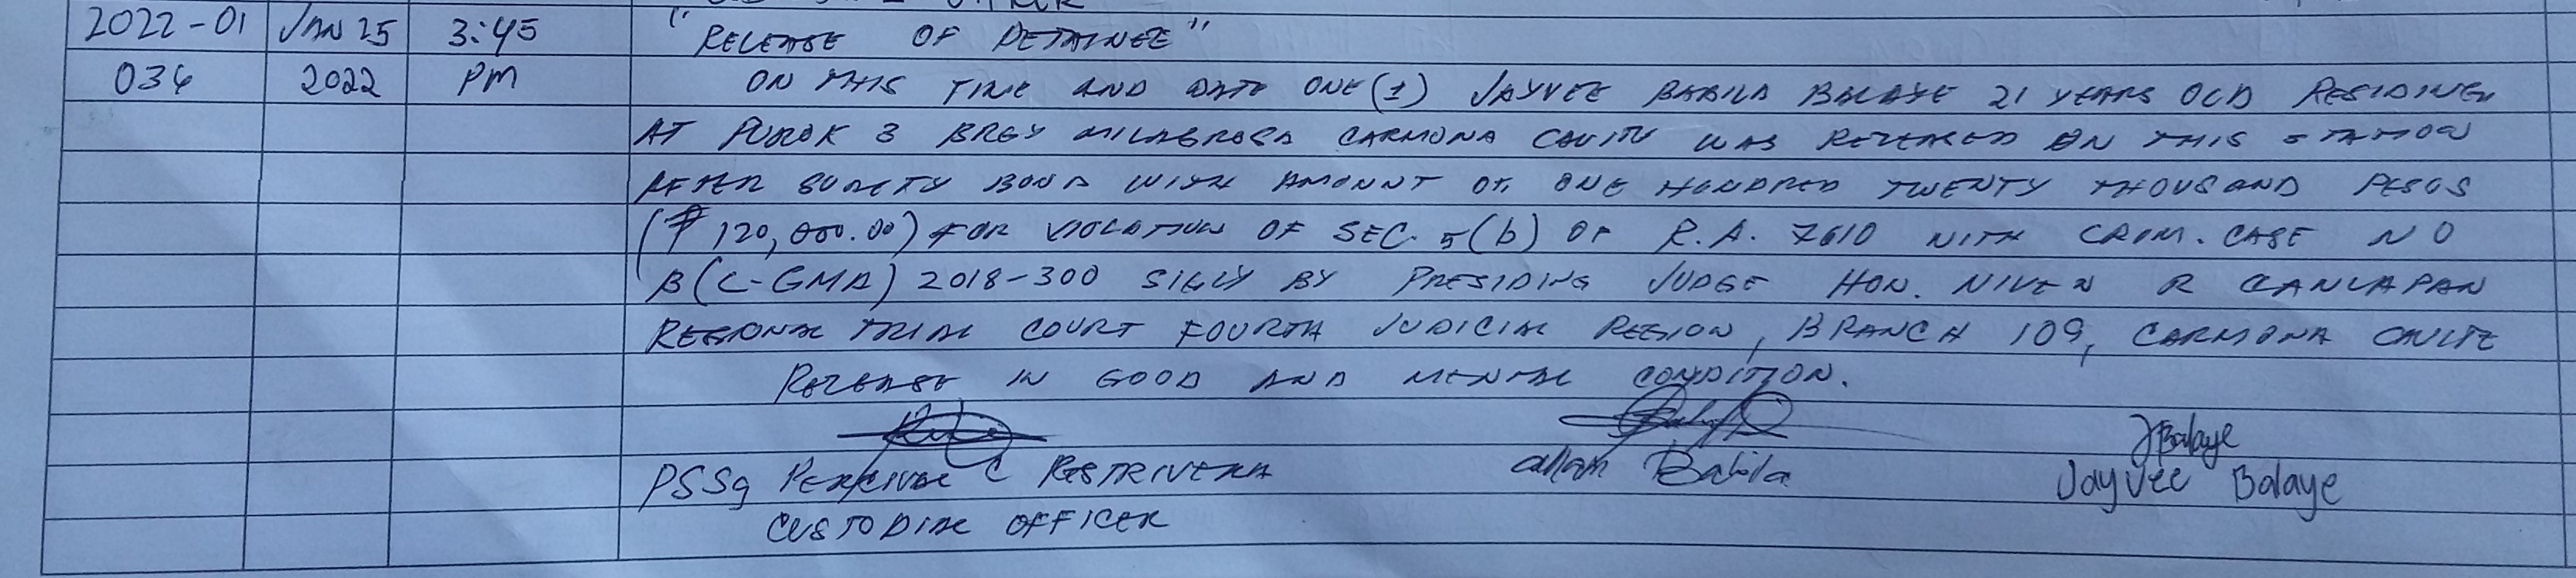 2022-01 JAN 25 3:45 "RELEASE OF DETAINEE"
034 2022 PM ON THIS TIME AND DATE ONE (1) JAYVEE BABILA BALAYE 21 YEARS OLD RESIDING
AT PUROK 3 BRGY MILAGROSA CARMONA CAVITE WAS RELEASED ON THIS STATION
AFTER SURETY BOND WITH AMOUNT OF ONE HUNDRED TWENTY THOUSAND PESOS
(₱ 120,000.00) FOR VIOLATION OF SEC. 5(b) OF R.A. 7610 WITH CRIM. CASE NO
B(C-GMA) 2018-300 BY PRESIDING JUDGE HON. NIVEN R CANLAPAN
REGIONAL TRIAL COURT FOURTH JUDICIAL REGION, BRANCH 109, CARMONA CAVITE
RELEASE IN GOOD AND MENTAL CONDITION.
JBalaye
PSSg PERCIVAL C RESTRIVERA allan Babila Jayvee Balaye
CUSTODIAL OFFICER